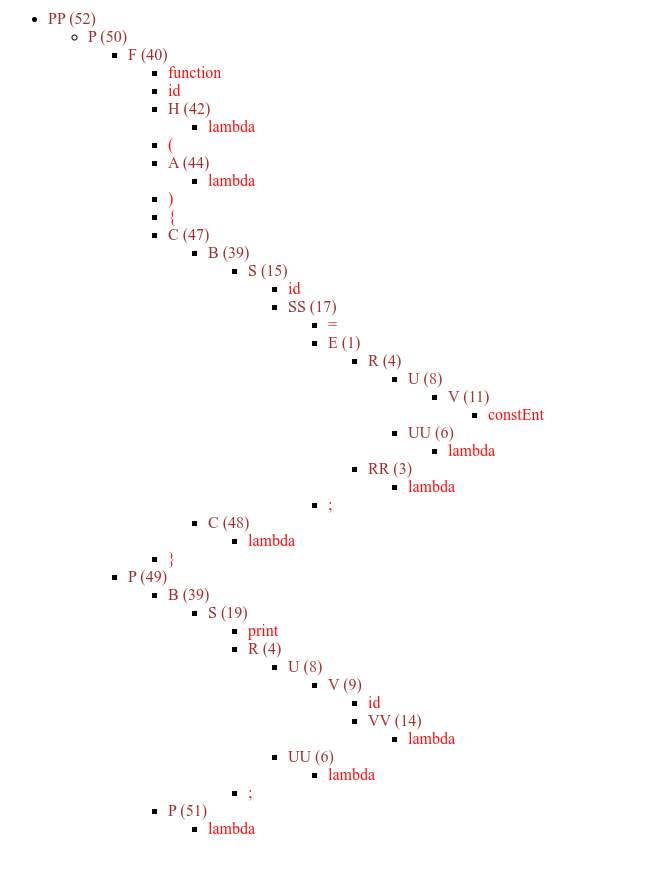 PP (52)
P (50)
F (40)
function
id
H (42)
lambda
(
A (44)
lambda
)
{
C (47)
B (39)
S (15)
id
SS (17)
=
E (1)
R (4)
U (8)
V (11)
constEnt
UU (6)
lambda
RR (3)
lambda
;
C (48)
lambda
}
P (49)
B (39)
S (19)
print
R (4)
U (8)
V (9)
id
VV (14)
lambda
UU (6)
lambda
;
P (51)
lambda